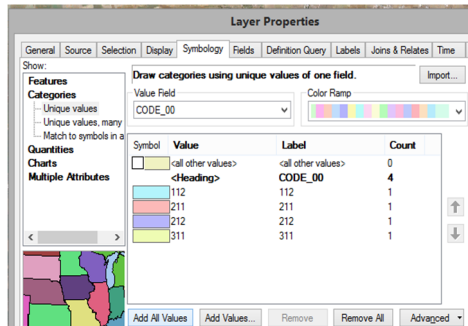 Layer Properties
General Source Selection Display Symbology Fields Definition Query Labels Joins & Relates Time
Show:
Features
Categories
Unique values
Unique values, many
Match to symbols in a
Quantities
Charts
Multiple Attributes
Draw categories using unique values of one field.
Import...
Value Field
CODE_00
Color Ramp
Symbol Value Label Count
<all other values> <all other values> 0
<Heading> CODE_00 4
112 112 1
211 211 1
212 212 1
311 311 1
Add All Values Add Values... Remove Remove All Advanced